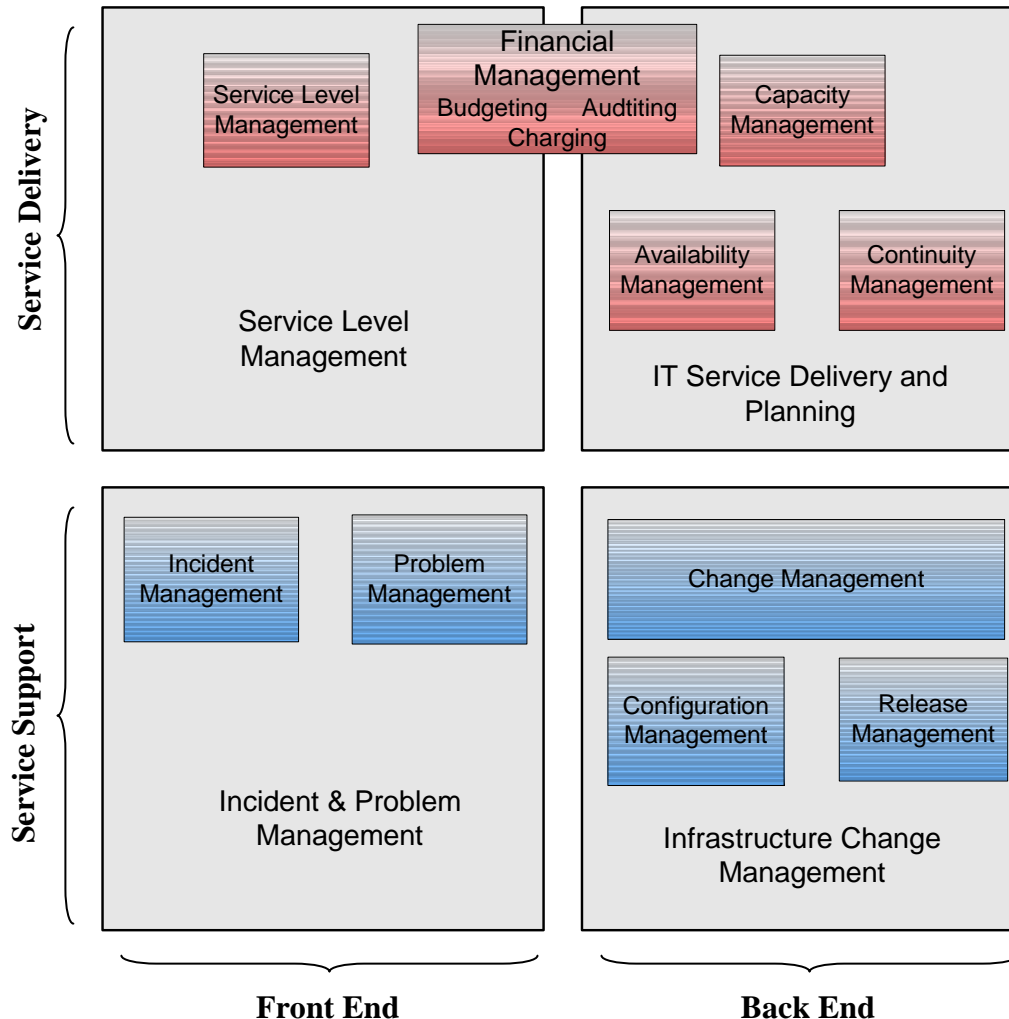 Service Delivery
Service Level
Management
Financial
Management
Budgeting Audtiting
Charging
Capacity
Management
Availability
Management
Continuity
Management
Service Level
Management
IT Service Delivery and
Planning
Service Support
Incident
Management
Problem
Management
Change Management
Configuration
Management
Release
Management
Incident & Problem
Management
Infrastructure Change
Management
Front End
Back End